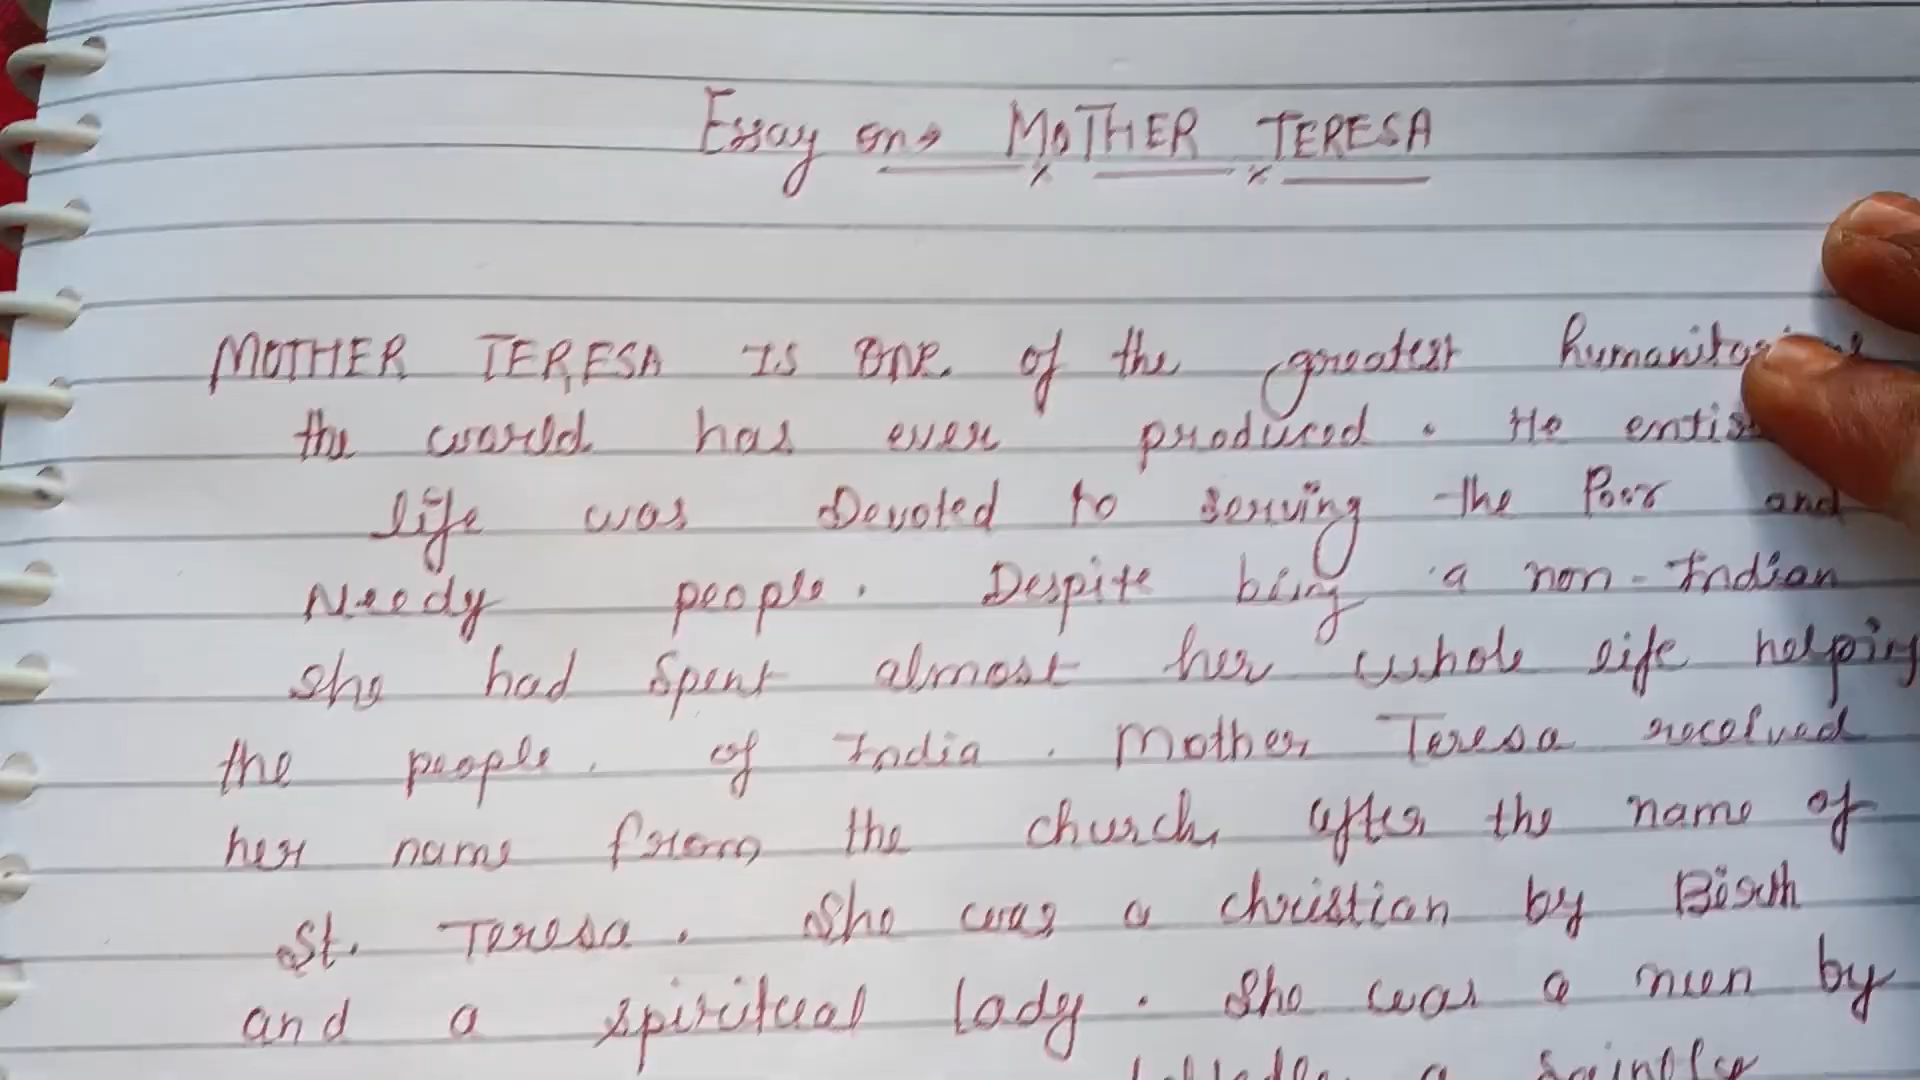 Essay on → MOTHER TERESA
MOTHER TERESA IS ONE of the greatest
the world has ever produced. He
life was Devoted to serving the Poor and
Needy people. Despite being a non-Indian
she had spent almost her whole life helping
the people. of India. Mother Teresa received
her name from the church after the name of
St. Teresa. She was a christian by Birth
and a spiritual lady. She was a nun by
a